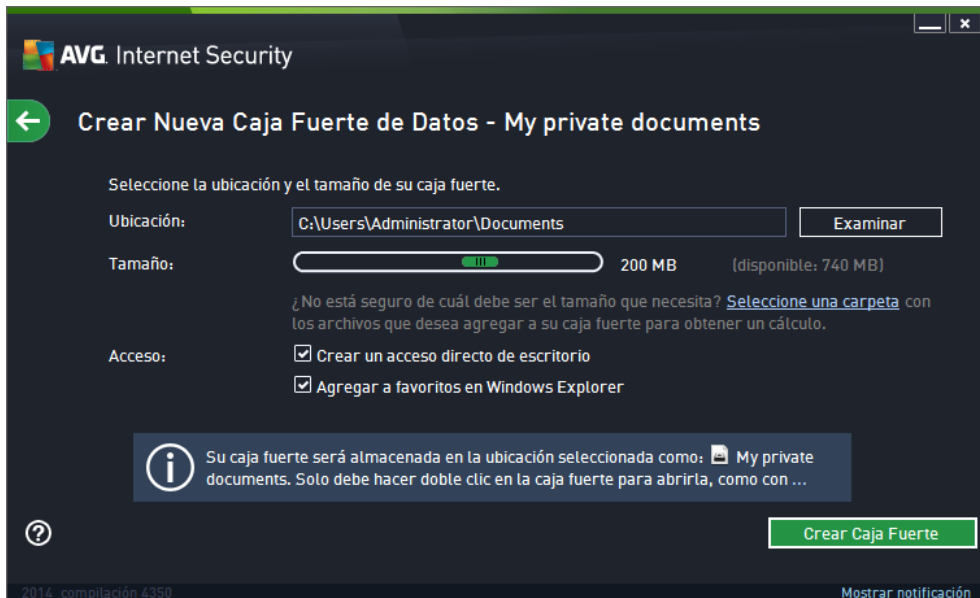 AVG. Internet Security
Crear Nueva Caja Fuerte de Datos - My private documents
Seleccione la ubicación y el tamaño de su caja fuerte.
Ubicación: C:\Users\Administrator\Documents Examinar
Tamaño: 200 MB (disponible: 740 MB)
¿No está seguro de cuál debe ser el tamaño que necesita? Seleccione una carpeta con
los archivos que desea agregar a su caja fuerte para obtener un cálculo.
Acceso: Crear un acceso directo de escritorio
Agregar a favoritos en Windows Explorer
Su caja fuerte será almacenada en la ubicación seleccionada como: My private
documents. Solo debe hacer doble clic en la caja fuerte para abrirla, como con ...
Crear Caja Fuerte
2014 compilación 4350 Mostrar notificación